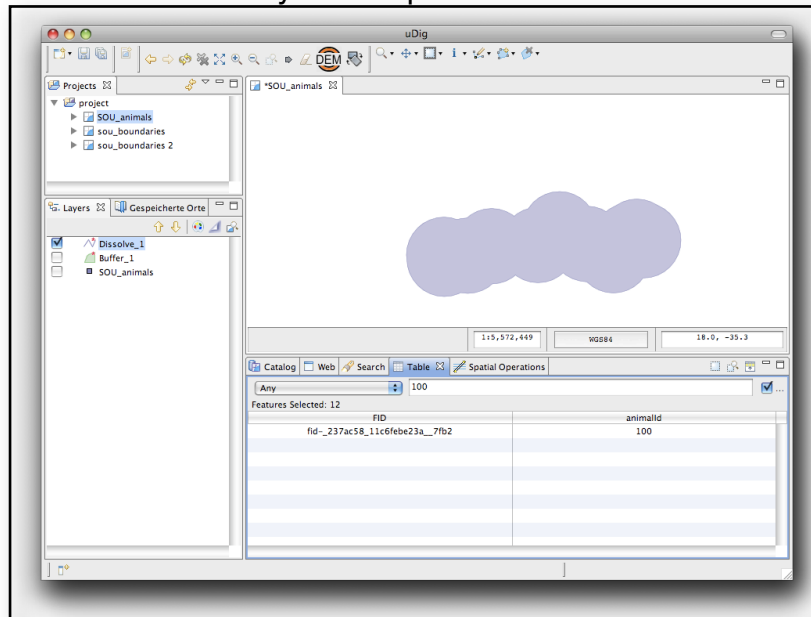 uDig
DEM
Projects
project
SOU_animals
sou_boundaries
sou_boundaries 2
*SOU_animals
Layers Gespeicherte Orte
Dissolve_1
Buffer_1
SOU_animals
1:5,572,449 WGS84 18.0, -35.3
Catalog Web Search Table Spatial Operations
Any 100 ...
Features Selected: 12
FID animalId
fid-_237ac58_11c6febe23a__7fb2 100